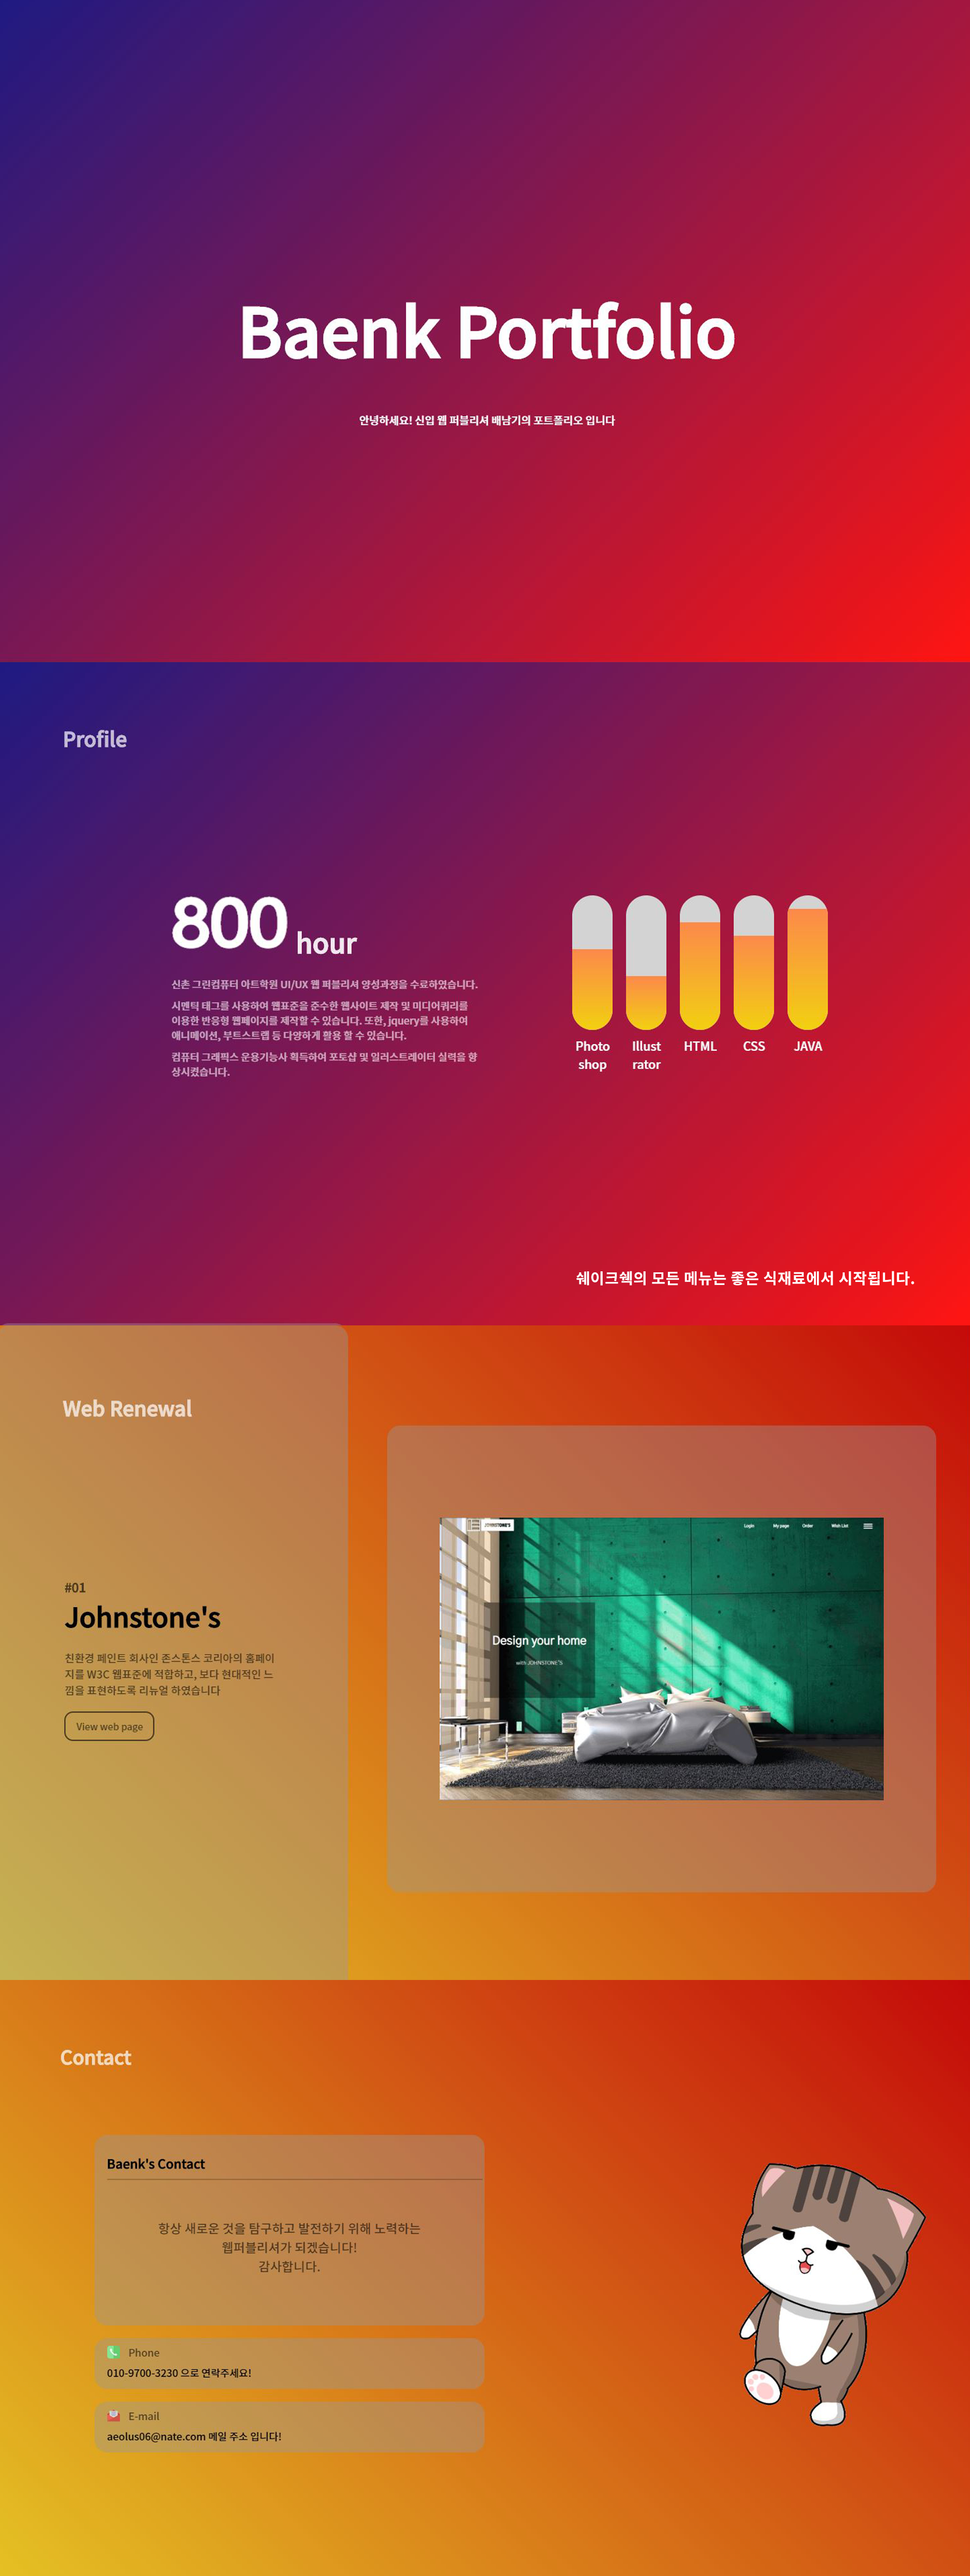 Baenk Portfolio
안녕하세요! 신입 웹 퍼블리셔 배남기의 포트폴리오 입니다
Profile
800 hour
신촌 그린컴퓨터 아트학원 UI/UX 웹 퍼블리셔 양성과정을 수료하였습니다.
시멘틱 태그를 사용하여 웹표준을 준수한 웹사이트 제작 및 미디어쿼리를
이용한 반응형 웹페이지를 제작할 수 있습니다. 또한, jquery를 사용하여
애니메이션, 부트스트랩 등 다양하게 활용 할 수 있습니다.
컴퓨터 그래픽스 운용기능사 획득하여 포토샵 및 일러스트레이터 실력을 향
상시켰습니다.
Photo
shop
Illust
rator
HTML
CSS
JAVA
쉐이크쉑의 모든 메뉴는 좋은 식재료에서 시작됩니다.
Web Renewal
#01
Johnstone's
친환경 페인트 회사인 존스톤스 코리아의 홈페이
지를 W3C 웹표준에 적합하고, 보다 현대적인 느
낌을 표현하도록 리뉴얼 하였습니다
View web page
JOHNSTONE'S
Login
My page
Order
Wish List
Design your home
with JOHNSTONE'S
Contact
Baenk's Contact
항상 새로운 것을 탐구하고 발전하기 위해 노력하는
웹퍼블리셔가 되겠습니다!
감사합니다.
Phone
010-9700-3230 으로 연락주세요!
E-mail
aeolus06@nate.com 메일 주소 입니다!